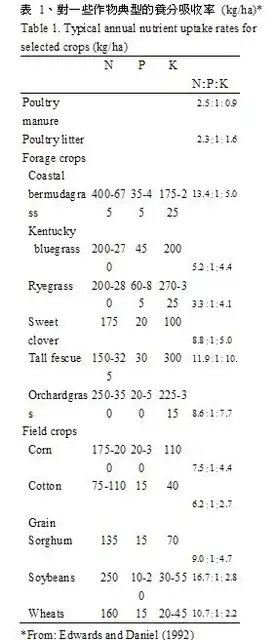 表 1、對一些作物典型的養分吸收率 (kg/ha)*
Table 1. Typical annual nutrient uptake rates for
selected crops (kg/ha)
N P K
N:P:K
Poultry 2.5:1:0.9
manure
Poultry litter 2.3:1:1.6
Forage crops
Coastal
bermudagra 400-67 35-4 175-2 13.4:1:5.0
ss 5 5 25
Kentucky
bluegrass 200-27 45 200
0 5.2:1:4.4
Ryegrass 200-28 60-8 270-3
0 5 25 3.3:1:4.1
Sweet 175 20 100
clover 8.8:1:5.0
Tall fescue 150-32 30 300 11.9:1:10.
5
Orchardgras 250-35 20-5 225-3
s 0 0 15 8.6:1:7.7
Field crops
Corn 175-20 20-3 110
0 0 7.5:1:4.4
Cotton 75-110 15 40
6.2:1:2.7
Grain
Sorghum 135 15 70
9.0:1:4.7
Soybeans 250 10-2 30-55 16.7:1:2.8
0
Wheats 160 15 20-45 10.7:1:2.2
*From: Edwards and Daniel (1992)